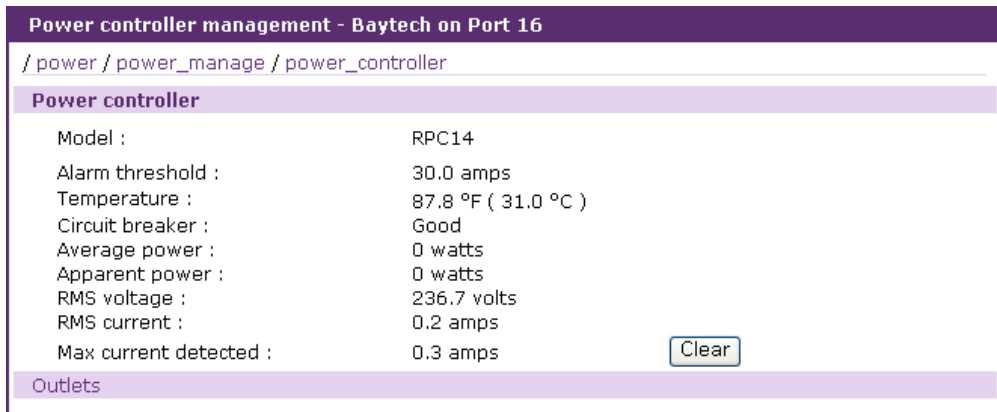 Power controller management - Baytech on Port 16
/ power / power_manage / power_controller
Power controller
Model : RPC14
Alarm threshold : 30.0 amps
Temperature : 87.8 ºF ( 31.0 ºC )
Circuit breaker : Good
Average power : 0 watts
Apparent power : 0 watts
RMS voltage : 236.7 volts
RMS current : 0.2 amps
Max current detected : 0.3 amps Clear
Outlets